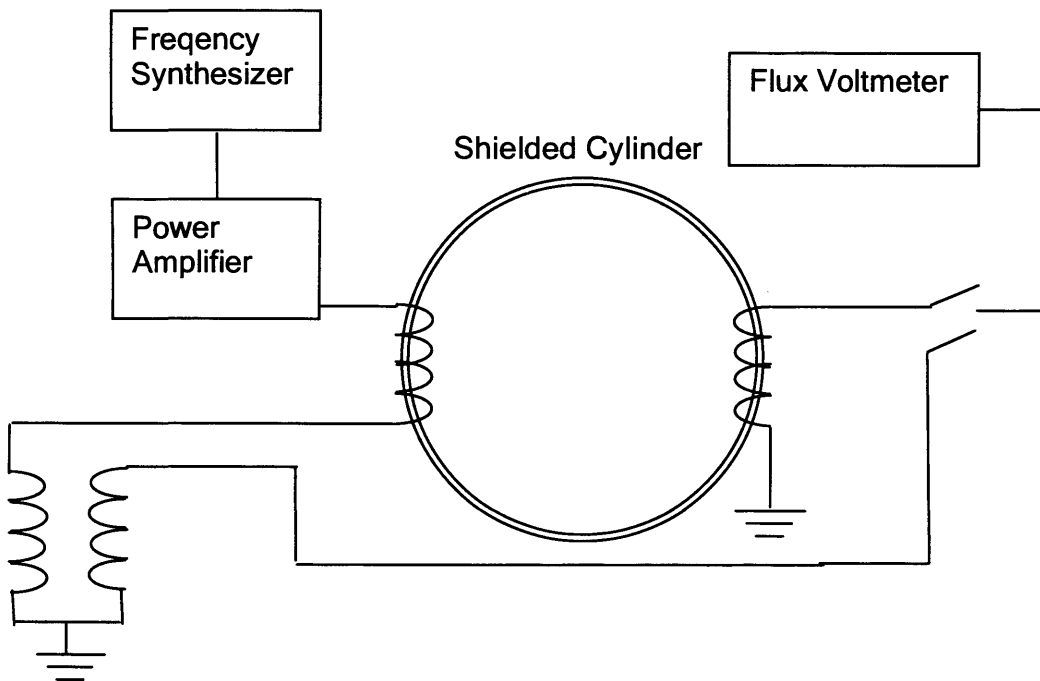 Freqency
Synthesizer
Flux Voltmeter
Shielded Cylinder
Power
Amplifier